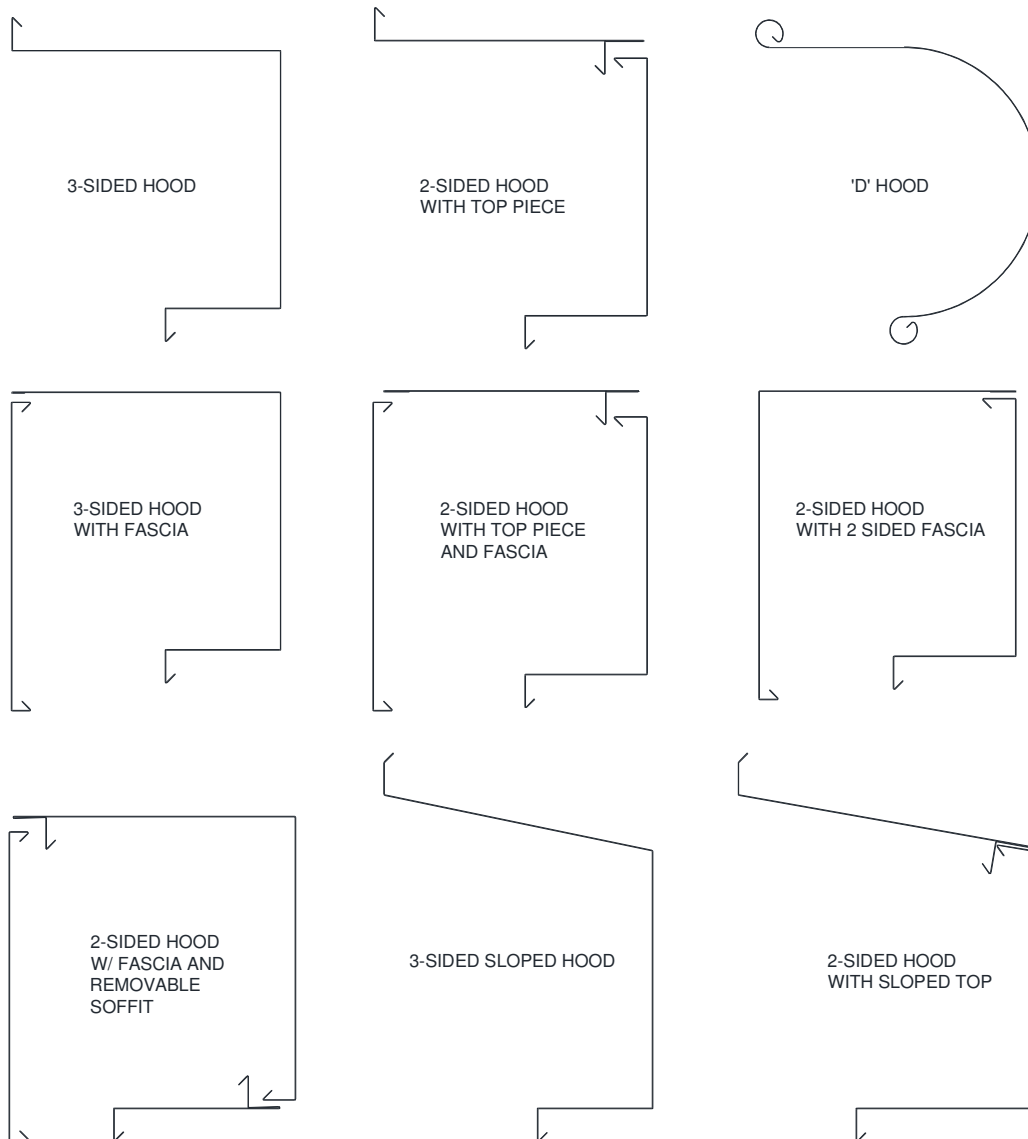 3-SIDED HOOD
2-SIDED HOOD
WITH TOP PIECE
'D' HOOD
3-SIDED HOOD
WITH FASCIA
2-SIDED HOOD
WITH TOP PIECE
AND FASCIA
2-SIDED HOOD
WITH 2 SIDED FASCIA
2-SIDED HOOD
W/ FASCIA AND
REMOVABLE
SOFFIT
3-SIDED SLOPED HOOD
2-SIDED HOOD
WITH SLOPED TOP